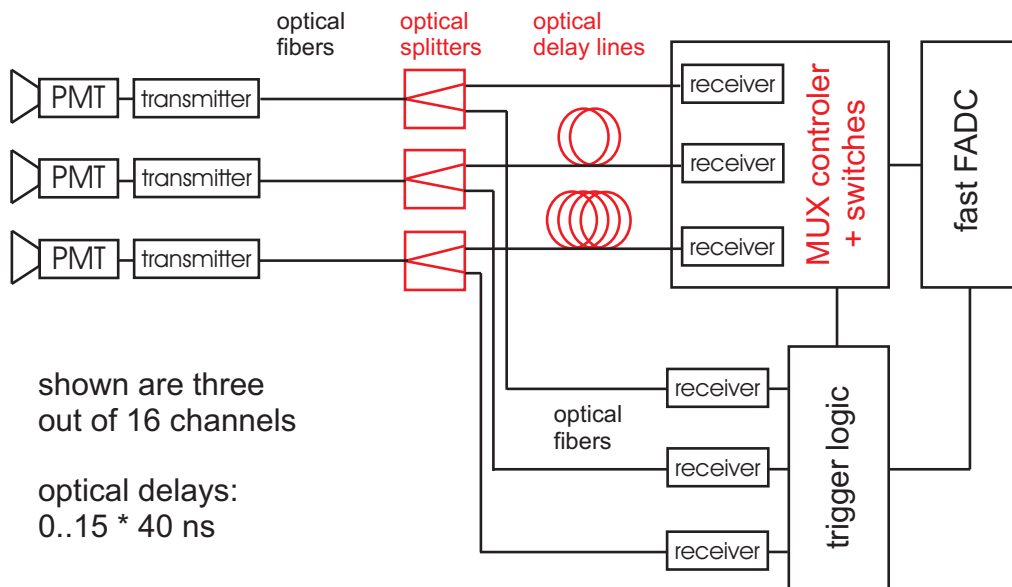 optical
fibers
optical
splitters
optical
delay lines
PMT
transmitter
receiver
PMT
transmitter
receiver
PMT
transmitter
receiver
MUX controler
+ switches
fast FADC
shown are three
out of 16 channels
optical delays:
0..15 * 40 ns
optical
fibers
receiver
receiver
receiver
trigger logic